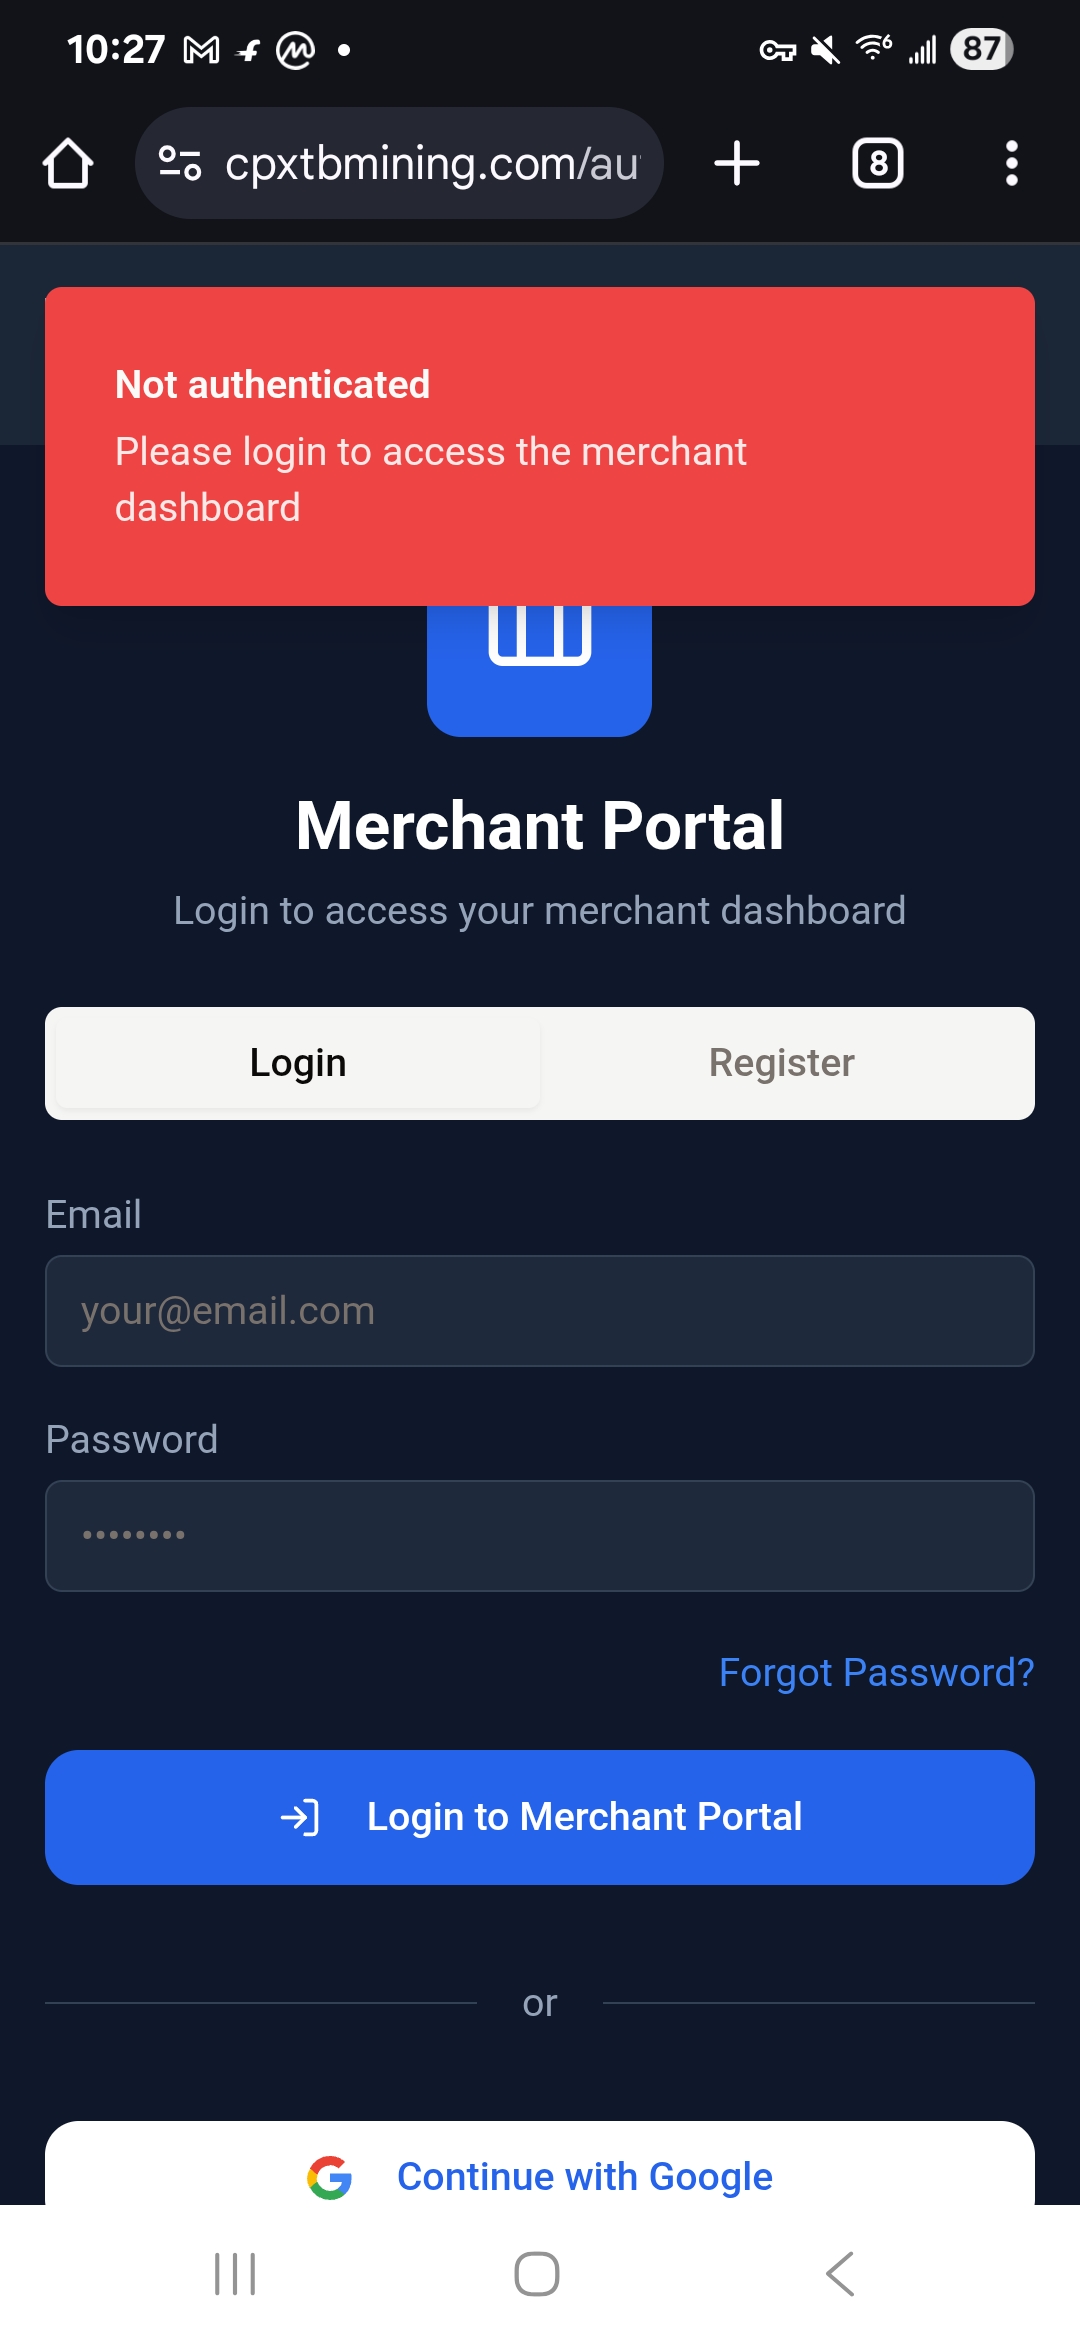 10:27
6
87
cpxtbmining.com/au
8
Not authenticated
Please login to access the merchant
dashboard
Merchant Portal
Login to access your merchant dashboard
Login
Register
Email
your@email.com
Password
••••••••
Forgot Password?
Login to Merchant Portal
or
Continue with Google